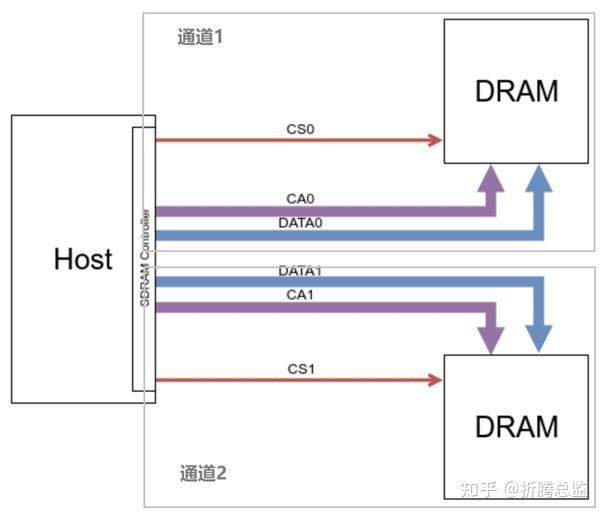 通道1
DRAM
CS0
CA0
DATA0
Host
SDRAM Controller
DATA1
CA1
CS1
DRAM
通道2
知乎 @折腾总监